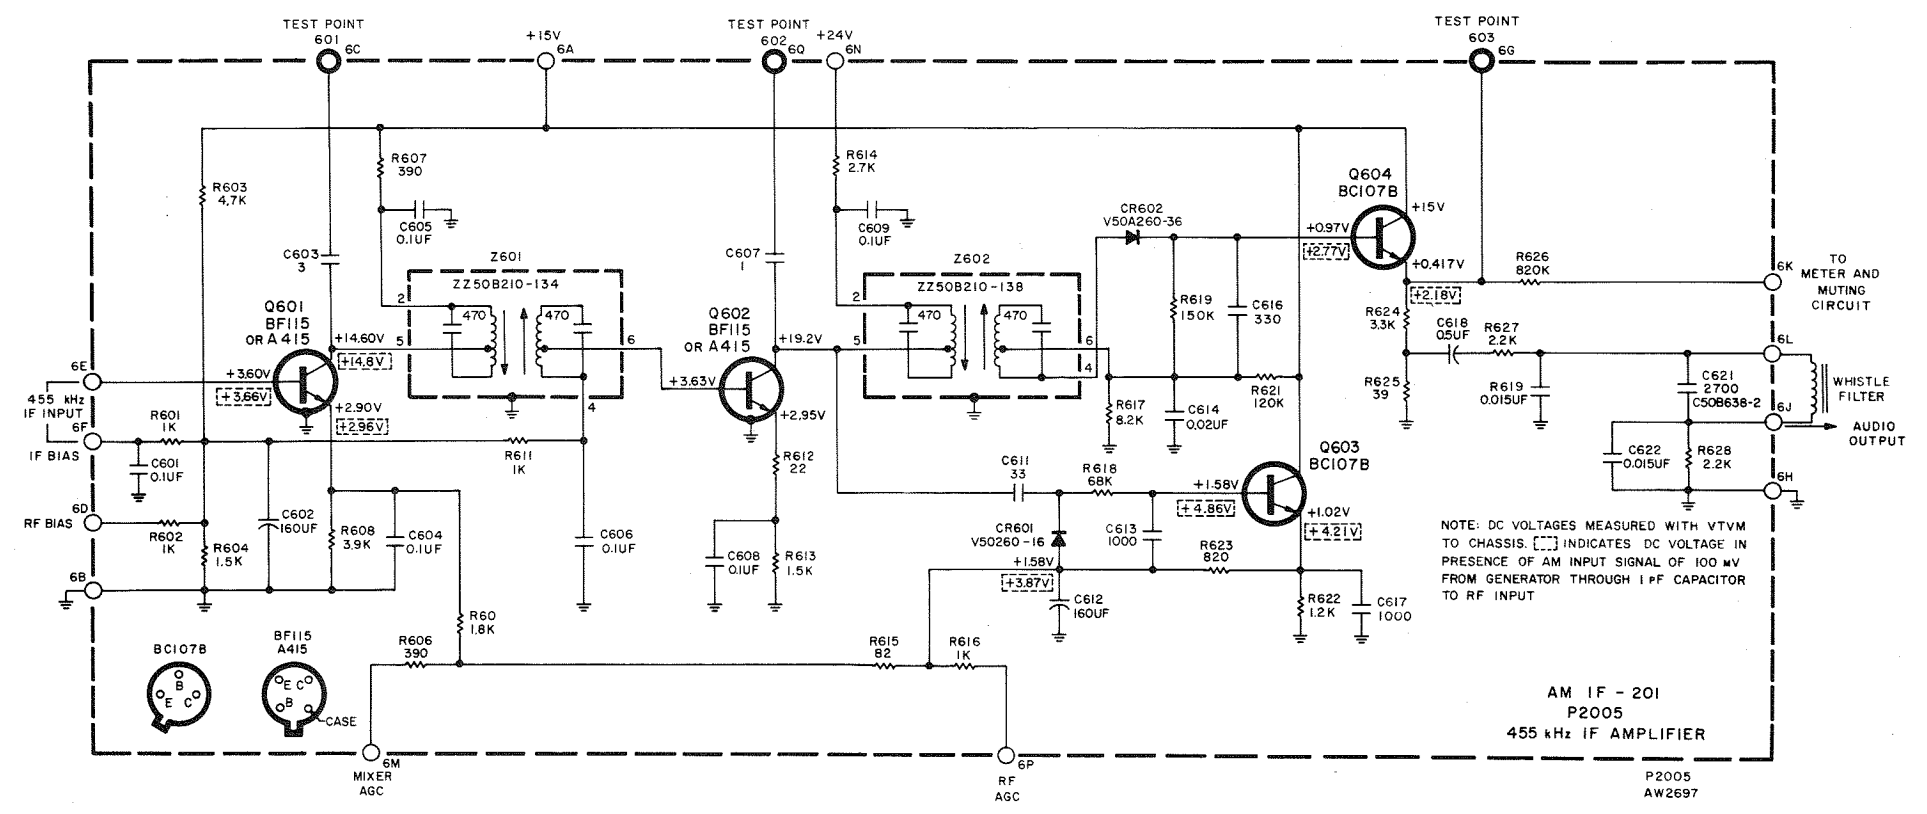 TEST POINT
601
6C
+15V
6A
TEST POINT
602
6Q
+24V
6N
TEST POINT
603
6G
R603
4.7K
R607
390
C605
0.1UF
C603
3
C607
1
R614
2.7K
C609
0.1UF
CR602
V50A260-36
Q604
BC107B
+15V
+0.97V
+2.77V
+0.417V
+2.18V
R626
820K
6K
TO
METER AND
MUTING
CIRCUIT
Z601
ZZ50B210-134
2
470
470
5
6
4
Z602
ZZ50B210-138
2
470
470
5
6
4
Q601
BF115
OR A415
+14.60V
+14.8V
+3.60V
+3.66V
+2.90V
+2.96V
Q602
BF115
OR A415
+19.2V
+3.63V
+2.95V
R619
150K
C616
330
R624
3.3K
R625
39
C618
0.5UF
R627
2.2K
6L
R619
0.015UF
C621
2700
C50B638-2
WHISTLE
FILTER
6J
AUDIO
OUTPUT
6E
455 kHz
IF INPUT
6F
IF BIAS
R601
1K
C601
0.1UF
R611
1K
R617
8.2K
C614
0.02UF
R621
120K
Q603
BC107B
+1.58V
+4.86V
+1.02V
+4.21V
C622
0.015UF
R628
2.2K
6H
6D
RF BIAS
R602
1K
R604
1.5K
C602
160UF
R608
3.9K
C604
0.1UF
C606
0.1UF
R612
22
C608
0.1UF
R613
1.5K
C611
33
R618
68K
CR601
V50260-16
C613
1000
R623
820
+1.58V
+3.87V
C612
160UF
R622
1.2K
C617
1000
6B
NOTE: DC VOLTAGES MEASURED WITH VTVM
TO CHASSIS. INDICATES DC VOLTAGE IN
PRESENCE OF AM INPUT SIGNAL OF 100 MV
FROM GENERATOR THROUGH 1 PF CAPACITOR
TO RF INPUT
R60
1.8K
R606
390
R615
82
R616
1K
BC107B
B
E C
BF115
A415
E C
B
CASE
6M
MIXER
AGC
6P
RF
AGC
AM IF-201
P2005
455 kHz IF AMPLIFIER
P2005
AW2697